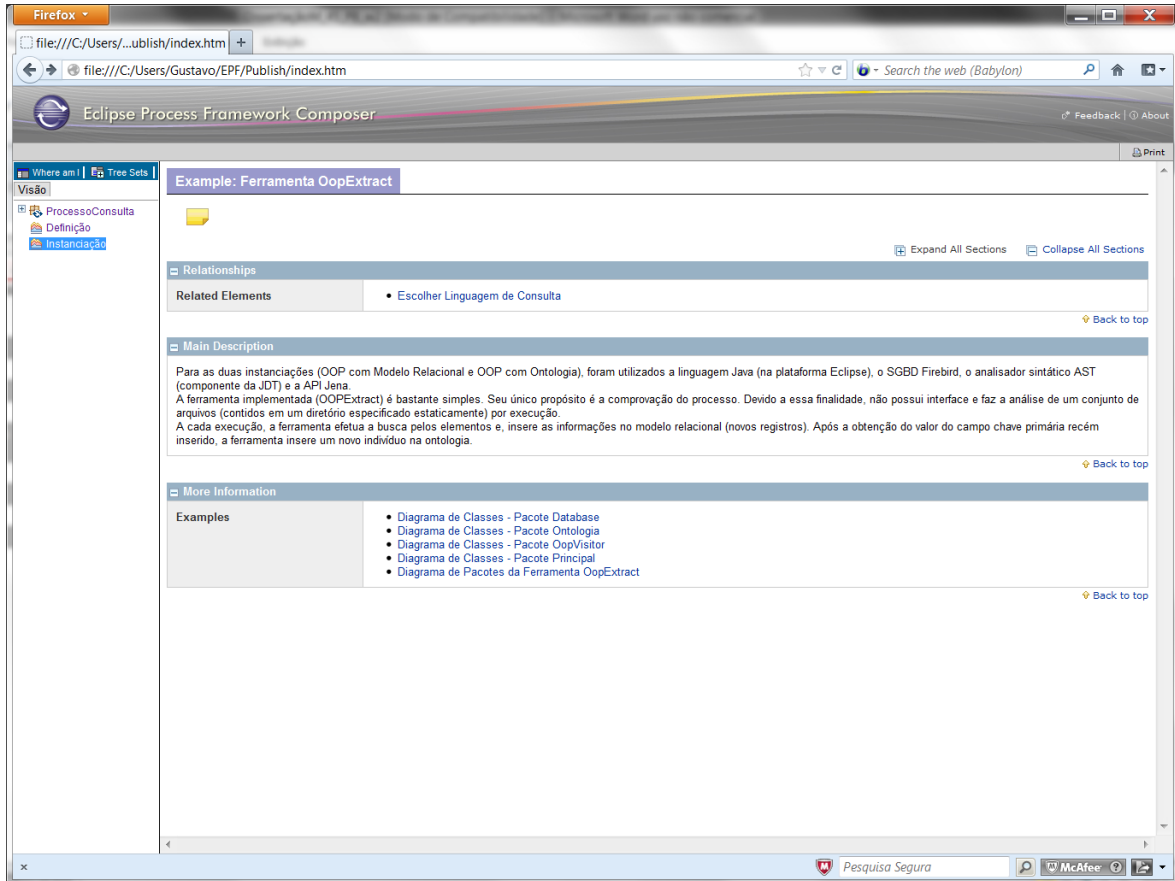 Firefox
file:///C:/Users/...ublish/index.htm +
file:///C:/Users/Gustavo/EPF/Publish/index.htm
Search the web (Babylon)
Eclipse Process Framework Composer
Feedback | About
Print
Where am I | Tree Sets |
Visão
ProcessoConsulta
Definição
Instanciação
Example: Ferramenta OopExtract
Expand All Sections Collapse All Sections
Relationships
Related Elements
• Escolher Linguagem de Consulta
Back to top
Main Description
Para as duas instanciações (OOP com Modelo Relacional e OOP com Ontologia), foram utilizados a linguagem Java (na plataforma Eclipse), o SGBD Firebird, o analisador sintático AST
(componente da JDT) e a API Jena.
A ferramenta implementada (OOPExtract) é bastante simples. Seu único propósito é a comprovação do processo. Devido a essa finalidade, não possui interface e faz a análise de um conjunto de
arquivos (contidos em um diretório especificado estaticamente) por execução.
A cada execução, a ferramenta efetua a busca pelos elementos e, insere as informações no modelo relacional (novos registros). Após a obtenção do valor do campo chave primária recém
inserido, a ferramenta insere um novo indivíduo na ontologia.
Back to top
More Information
Examples
• Diagrama de Classes - Pacote Database
• Diagrama de Classes - Pacote Ontologia
• Diagrama de Classes - Pacote OopVisitor
• Diagrama de Classes - Pacote Principal
• Diagrama de Pacotes da Ferramenta OopExtract
Back to top
× Pesquisa Segura McAfee